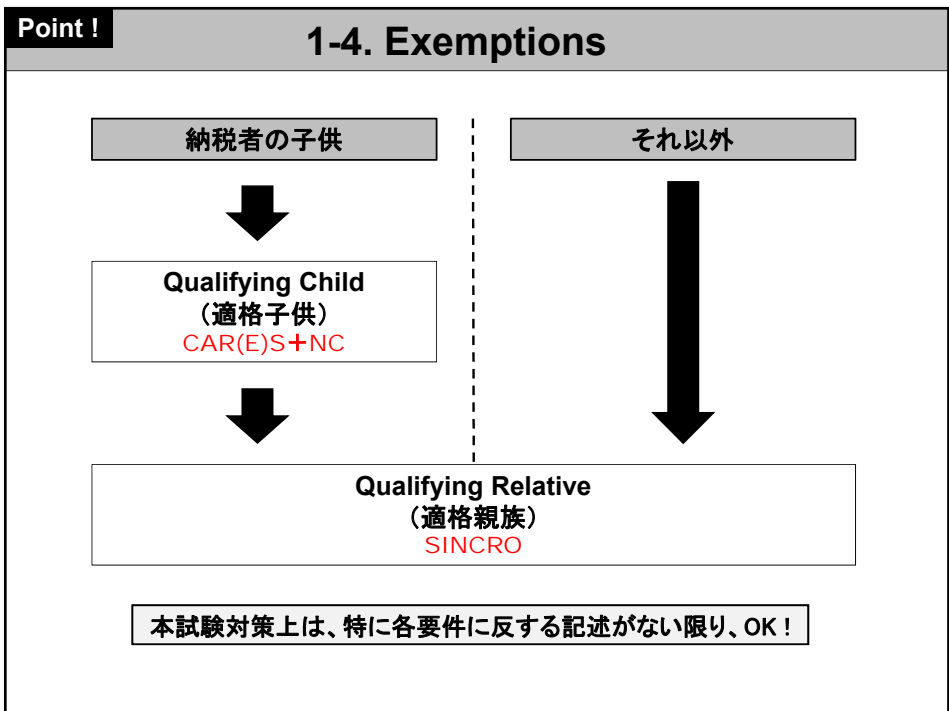 Point !
1-4. Exemptions
納税者の子供
それ以外
Qualifying Child
（適格子供）
CAR(E)S＋NC
Qualifying Relative
（適格親族）
SINCRO
本試験対策上は、特に各要件に反する記述がない限り、OK！